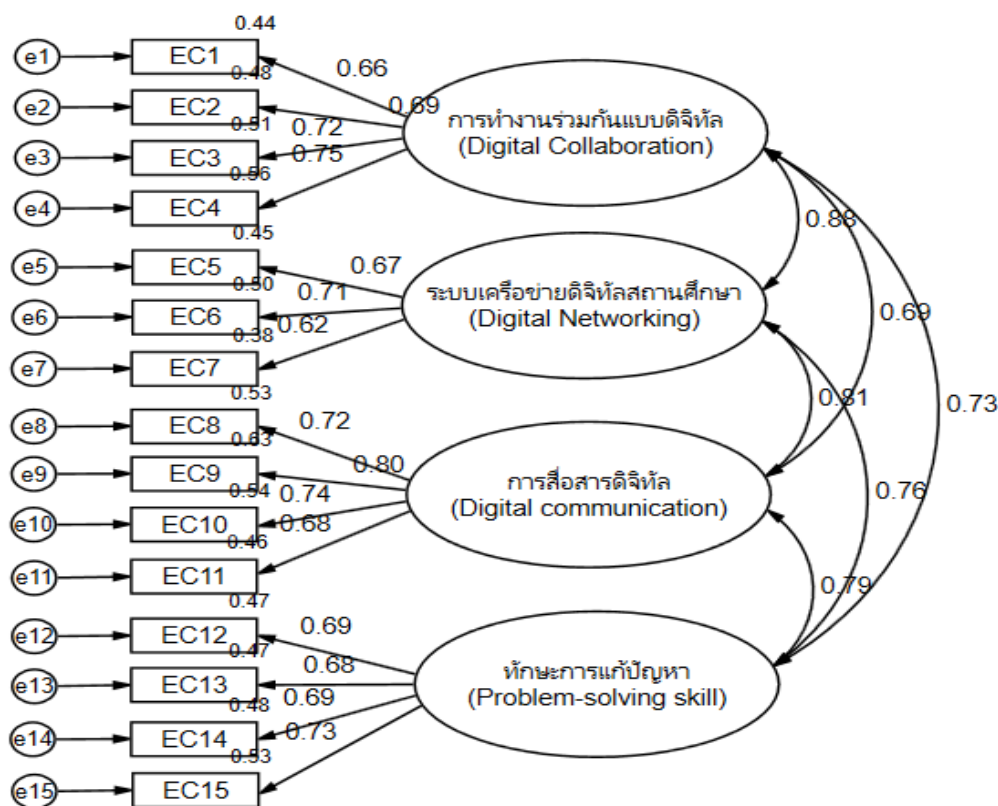 0.44
e1 EC1 0.66
0.48
e2 EC2 0.69
0.51
e3 EC3 0.72
0.56
e4 EC4 0.75
การทำงานร่วมกันแบบดิจิทัล
(Digital Collaboration)
0.45
e5 EC5 0.67
0.50
e6 EC6 0.71
0.38
e7 EC7 0.62
ระบบเครือข่ายดิจิทัลสถานศึกษา
(Digital Networking)
0.53
e8 EC8 0.72
0.63
e9 EC9 0.80
0.54
e10 EC10 0.74
0.46
e11 EC11 0.68
การสื่อสารดิจิทัล
(Digital communication)
0.47
e12 EC12 0.69
0.47
e13 EC13 0.68
0.48
e14 EC14 0.69
0.53
e15 EC15 0.73
ทักษะการแก้ปัญหา
(Problem-solving skill)
0.88
0.69
0.81
0.73
0.76
0.79